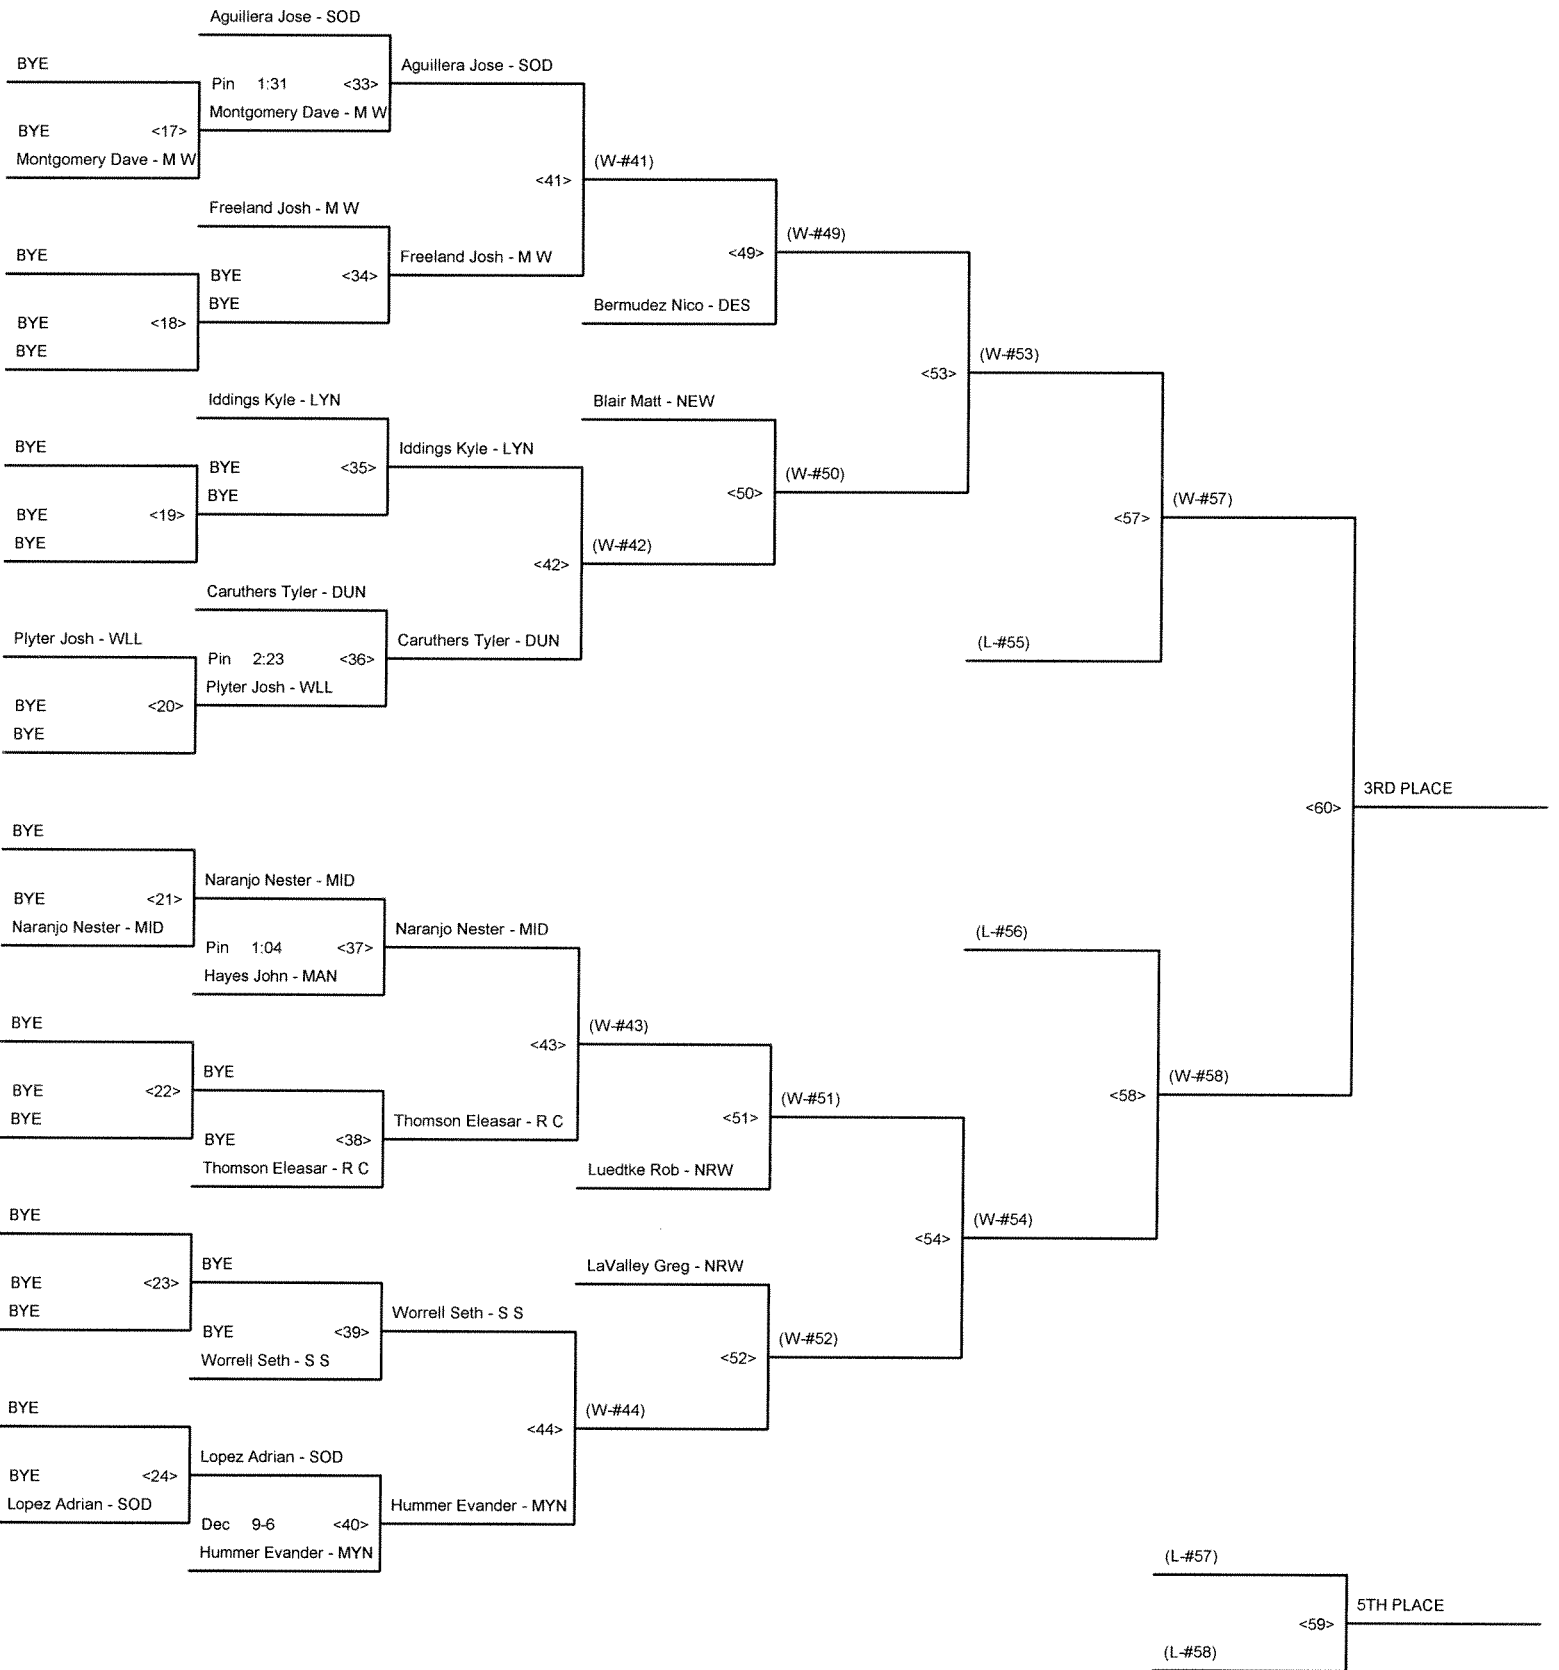 Aguillera Jose - SOD
BYE
Aguillera Jose - SOD
Pin 1:31 <33>
Montgomery Dave - M W
BYE <17>
Montgomery Dave - M W
(W-#41)
<41>
Freeland Josh - M W
(W-#49)
BYE
Freeland Josh - M W
<49>
BYE <34>
BYE
Bermudez Nico - DES
BYE <18>
BYE
(W-#53)
<53>
Iddings Kyle - LYN
Blair Matt - NEW
BYE
Iddings Kyle - LYN
BYE <35>
BYE
(W-#50)
<50>
(W-#57)
BYE <19>
<57>
BYE
(W-#42)
<42>
Caruthers Tyler - DUN
Plyter Josh - WLL
Caruthers Tyler - DUN
(L-#55)
Pin 2:23 <36>
Plyter Josh - WLL
BYE <20>
BYE
3RD PLACE
<60>
BYE
Naranjo Nester - MID
BYE <21>
Naranjo Nester - MID
Naranjo Nester - MID
(L-#56)
Pin 1:04 <37>
Hayes John - MAN
BYE
(W-#43)
<43>
BYE
(W-#58)
BYE <22>
<58>
(W-#51)
BYE
Thomson Eleasar - R C
<51>
BYE <38>
Thomson Eleasar - R C
Luedtke Rob - NRW
BYE
(W-#54)
<54>
BYE
LaValley Greg - NRW
BYE <23>
BYE
Worrell Seth - S S
BYE <39>
(W-#52)
<52>
Worrell Seth - S S
BYE
(W-#44)
<44>
Lopez Adrian - SOD
BYE <24>
Lopez Adrian - SOD
Hummer Evander - MYN
Dec 9-6 <40>
Hummer Evander - MYN
(L-#57)
5TH PLACE
<59>
(L-#58)